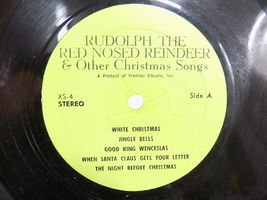 RUDOLPH THE
RED NOSED REINDEER
& Other Christmas Songs
A Product of Premier Albums, Inc.
XS-4
STEREO
Side A
WHITE CHRISTMAS
JINGLE BELLS
GOOD KING WENCESLAS
WHEN SANTA CLAUS GETS YOUR LETTER
THE NIGHT BEFORE CHRISTMAS